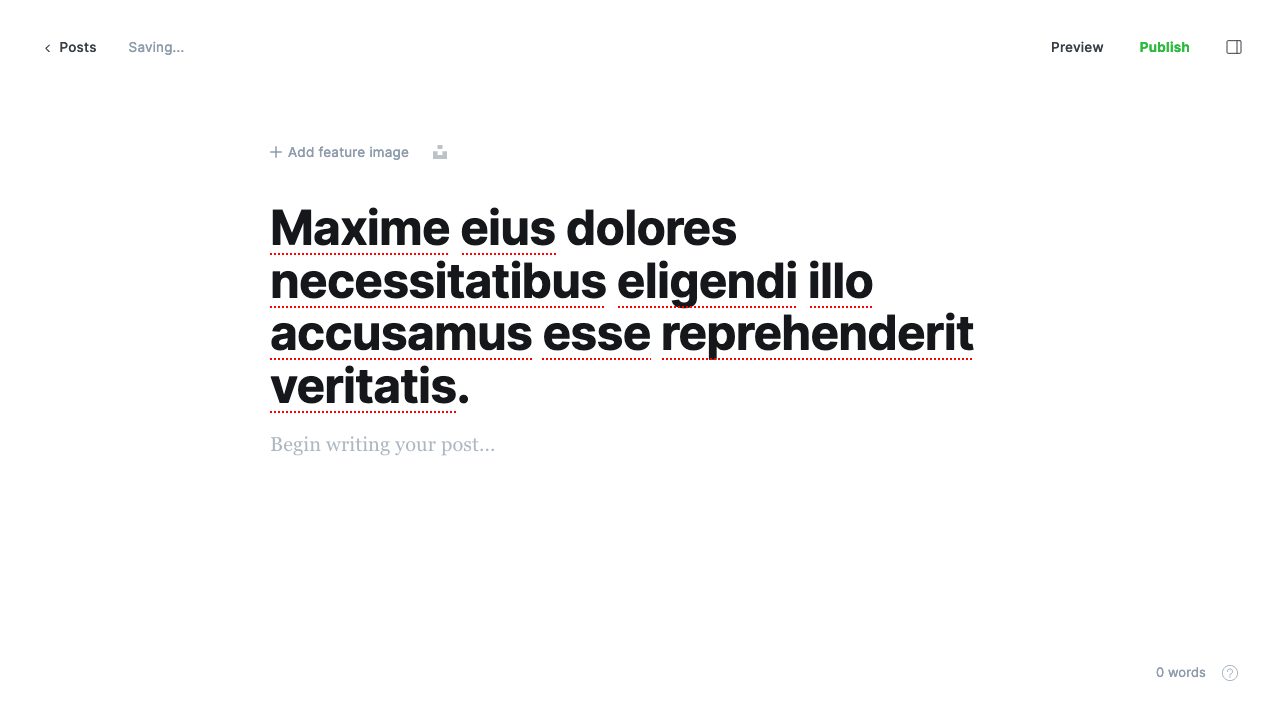 Posts
Saving...
Preview
Publish
Add feature image
Maxime eius dolores
necessitatibus eligendi illo
accusamus esse reprehenderit
veritatis.
Begin writing your post...
0 words
?